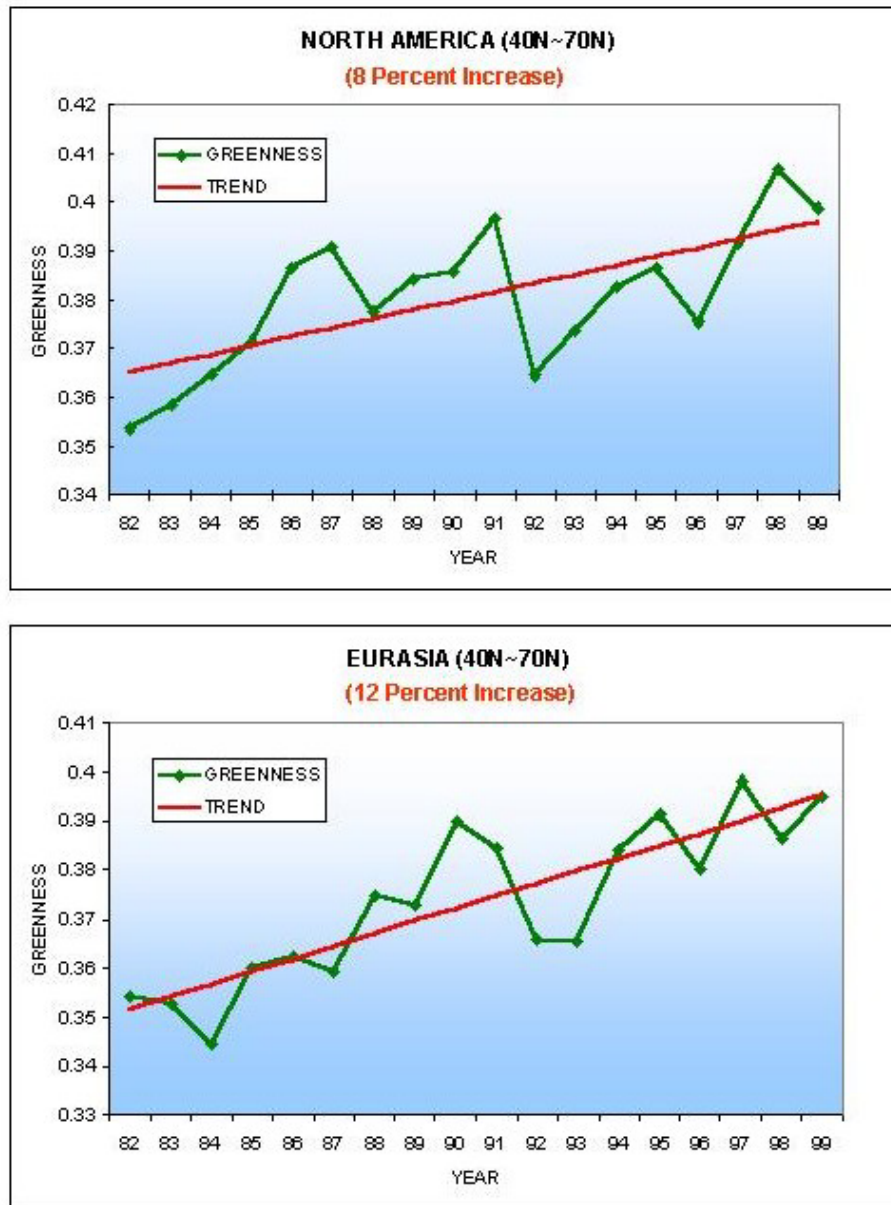 NORTH AMERICA (40N~70N)
(8 Percent Increase)
0.42
0.41
0.4
0.39
0.38
0.37
0.36
0.35
0.34
GREENNESS
GREENNESS
TREND
82 83 84 85 86 87 88 89 90 91 92 93 94 95 96 97 98 99
YEAR
EURASIA (40N~70N)
(12 Percent Increase)
0.41
0.4
0.39
0.38
0.37
0.36
0.35
0.34
0.33
GREENNESS
GREENNESS
TREND
82 83 84 85 86 87 88 89 90 91 92 93 94 95 96 97 98 99
YEAR